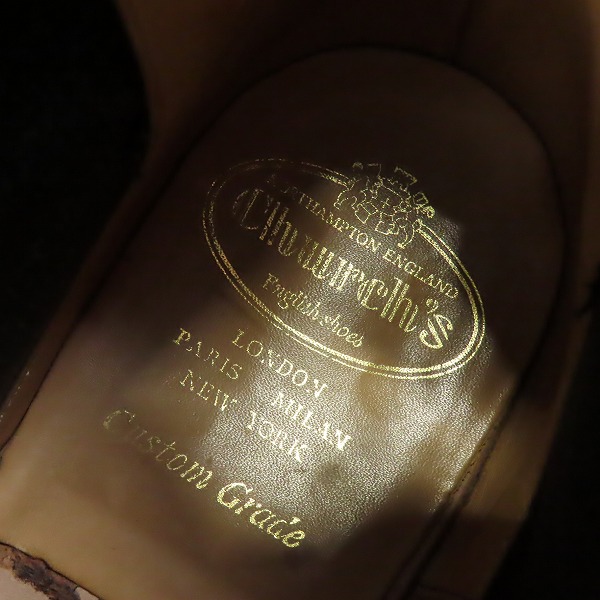 NORTHAMPTON ENGLAND
Church's
English shoes
LONDON
PARIS MILAN
NEW YORK
Custom Grade